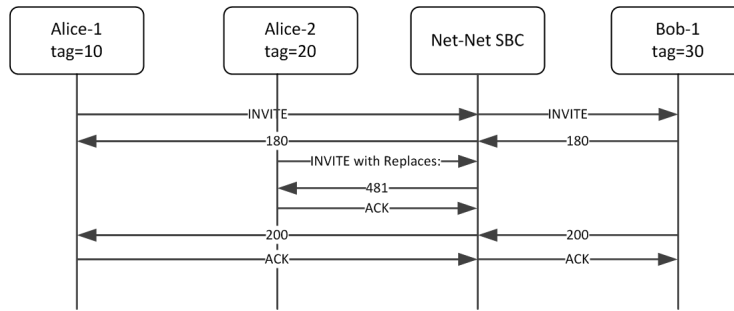 Alice-1
tag=10
Alice-2
tag=20
Net-Net SBC
Bob-1
tag=30
INVITE
INVITE
180
180
INVITE with Replaces:
481
ACK
200
200
ACK
ACK